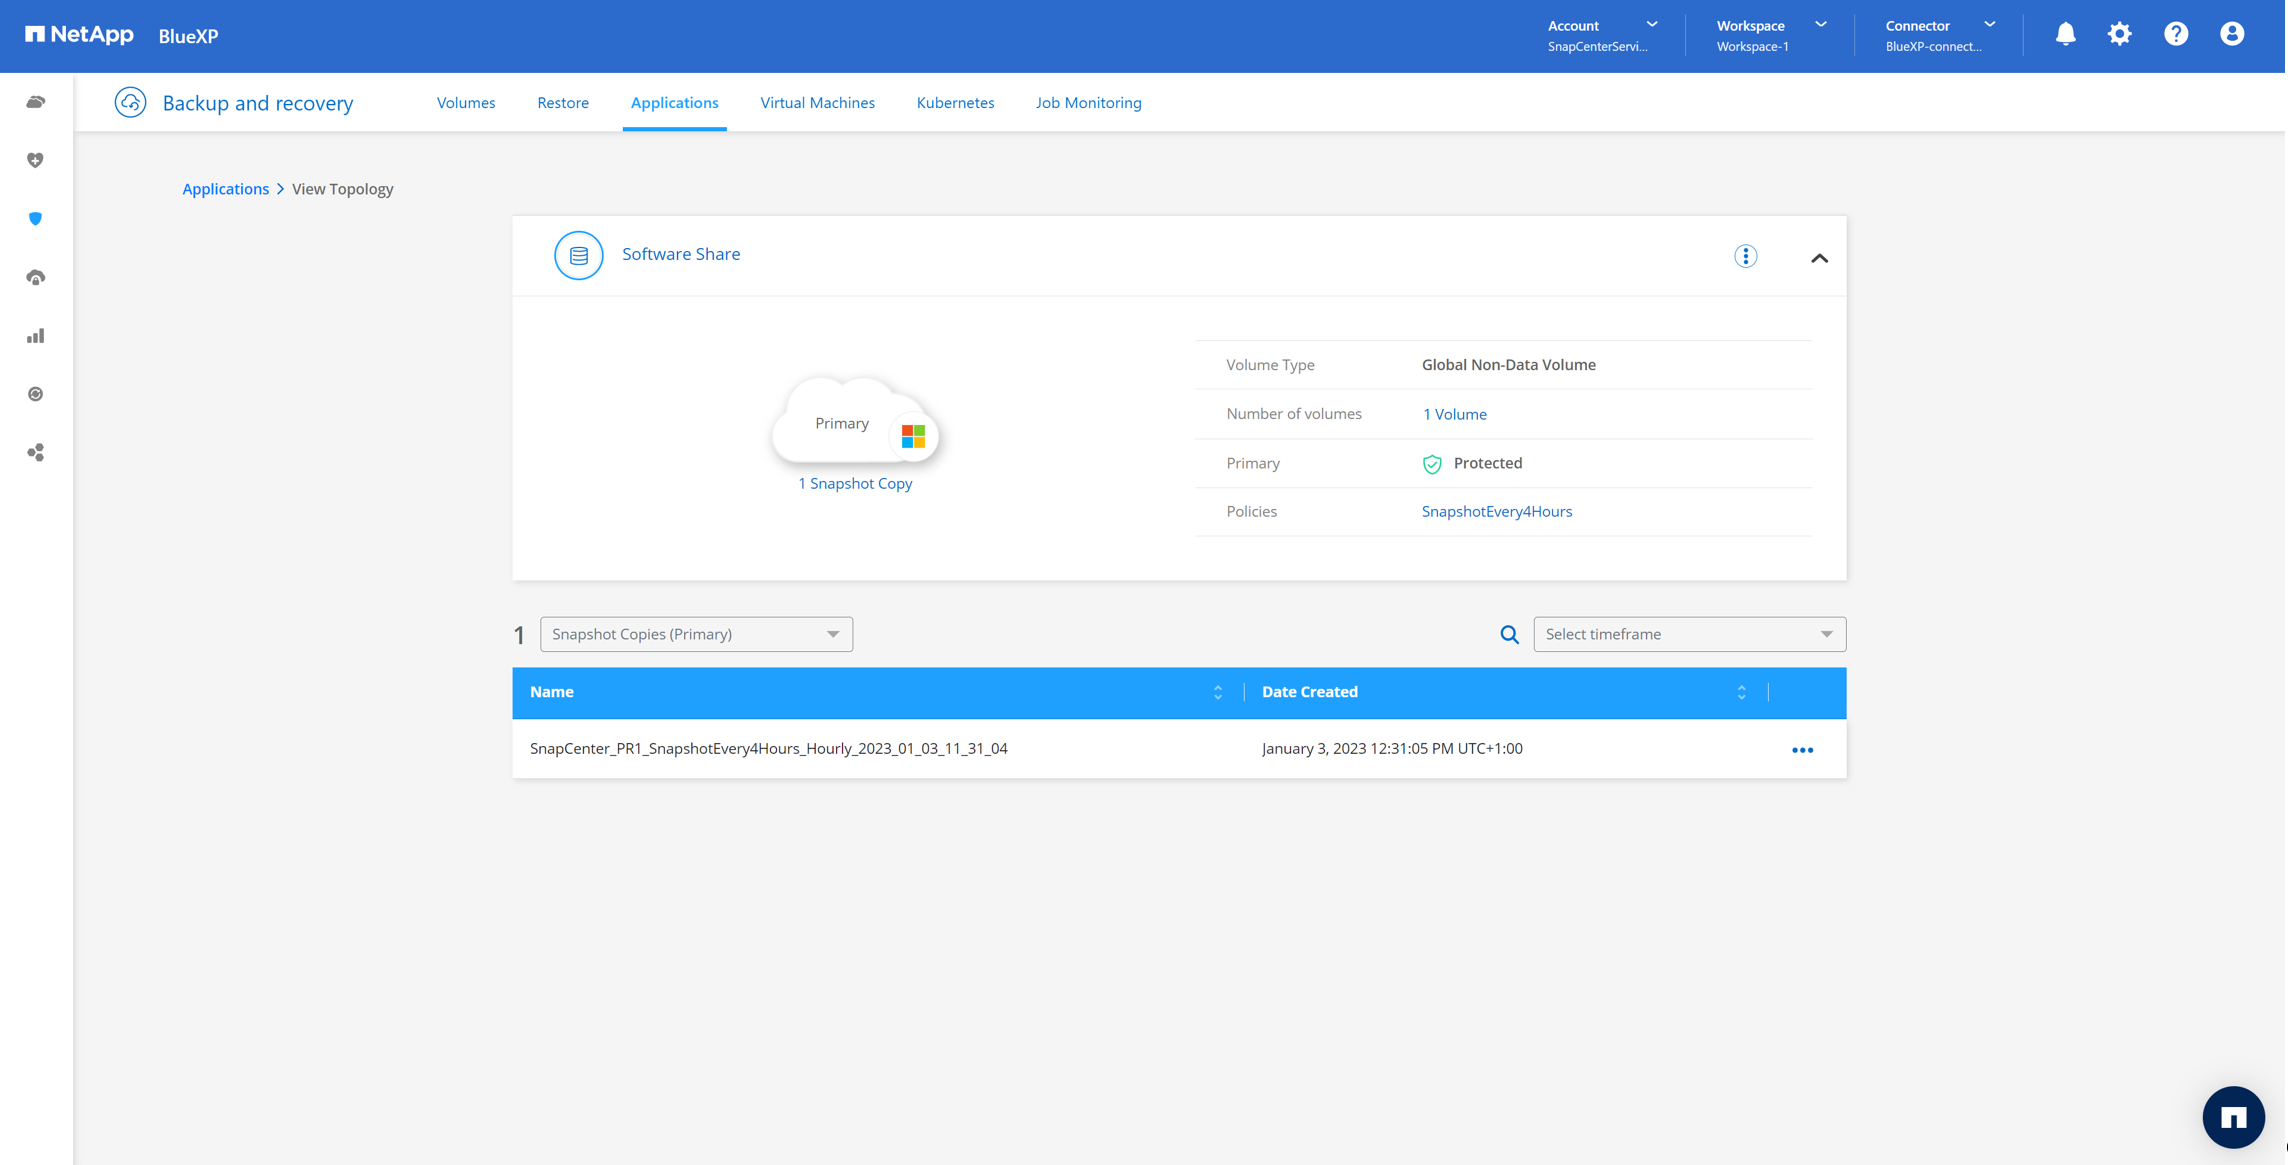 NetApp BlueXP
Account
SnapCenterServi...
Workspace
Workspace-1
Connector
BlueXP-connect...
Backup and recovery
Volumes
Restore
Applications
Virtual Machines
Kubernetes
Job Monitoring
Applications > View Topology
Software Share
Primary
1 Snapshot Copy
Volume Type Global Non-Data Volume
Number of volumes 1 Volume
Primary Protected
Policies SnapshotEvery4Hours
1 Snapshot Copies (Primary)
Select timeframe
Name Date Created
SnapCenter_PR1_SnapshotEvery4Hours_Hourly_2023_01_03_11_31_04 January 3, 2023 12:31:05 PM UTC+1:00